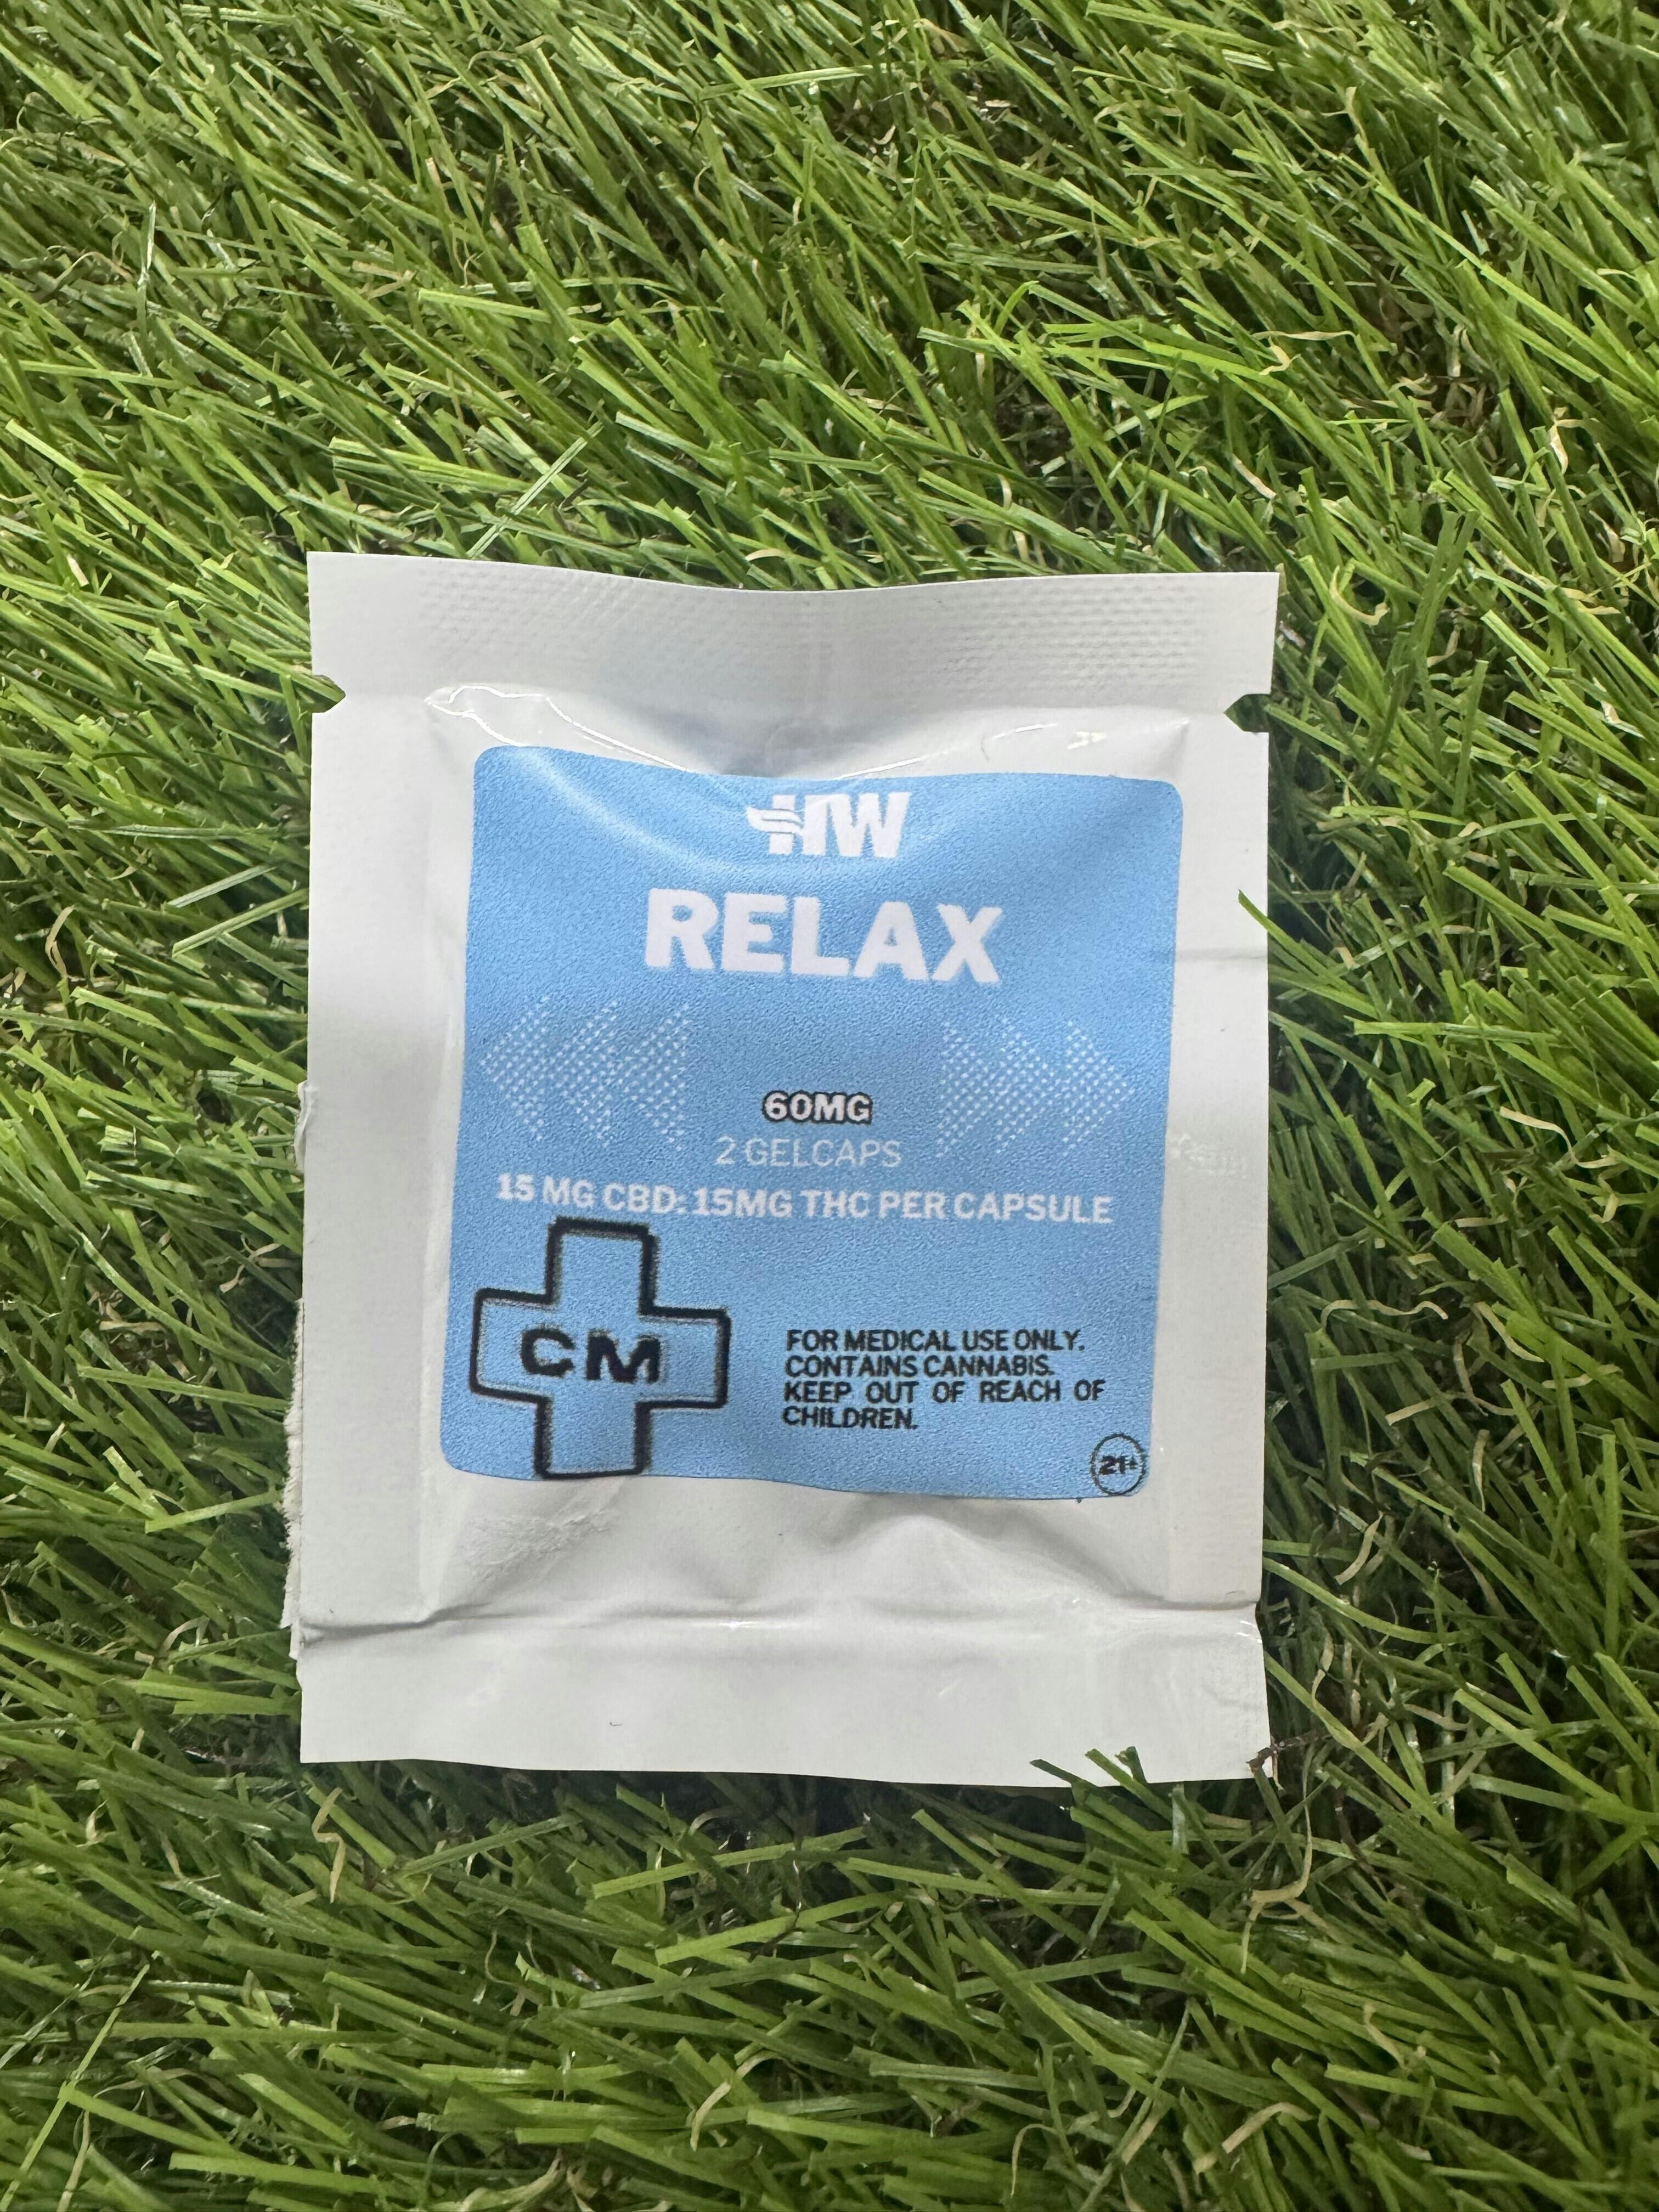 HW
RELAX
60MG
2 GELCAPS
15 MG CBD:15MG THC PER CAPSULE
CM
FOR MEDICAL USE ONLY.
CONTAINS CANNABIS.
KEEP OUT OF REACH OF
CHILDREN.
21+